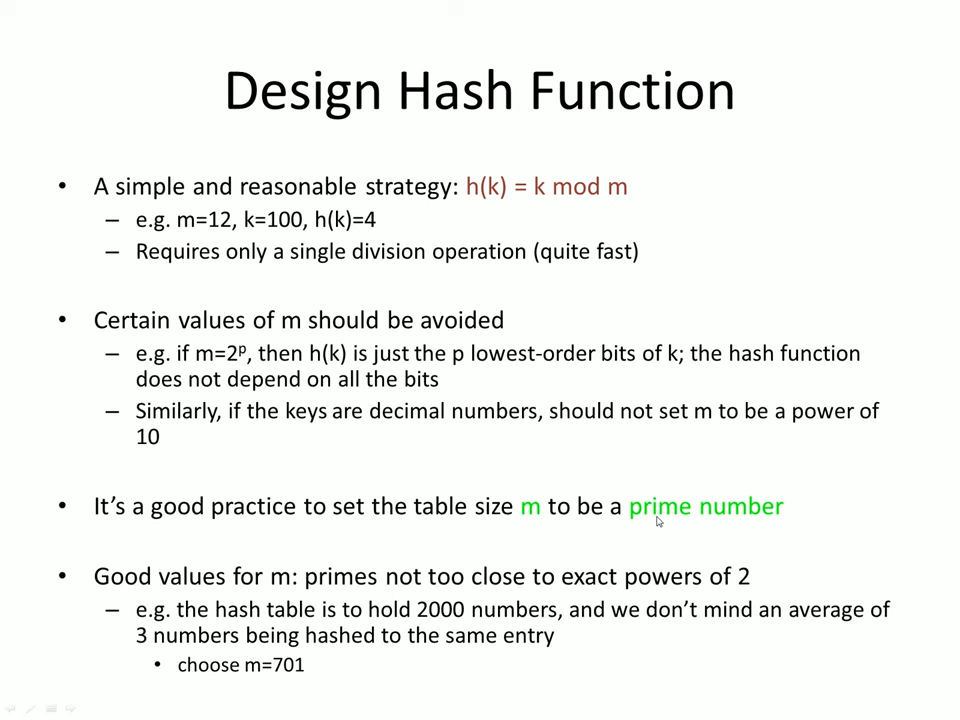 Design Hash Function
• A simple and reasonable strategy: h(k) = k mod m
– e.g. m=12, k=100, h(k)=4
– Requires only a single division operation (quite fast)
• Certain values of m should be avoided
– e.g. if m=2ᵖ, then h(k) is just the p lowest-order bits of k; the hash function
does not depend on all the bits
– Similarly, if the keys are decimal numbers, should not set m to be a power of
10
• It’s a good practice to set the table size m to be a prime number
• Good values for m: primes not too close to exact powers of 2
– e.g. the hash table is to hold 2000 numbers, and we don’t mind an average of
3 numbers being hashed to the same entry
• choose m=701